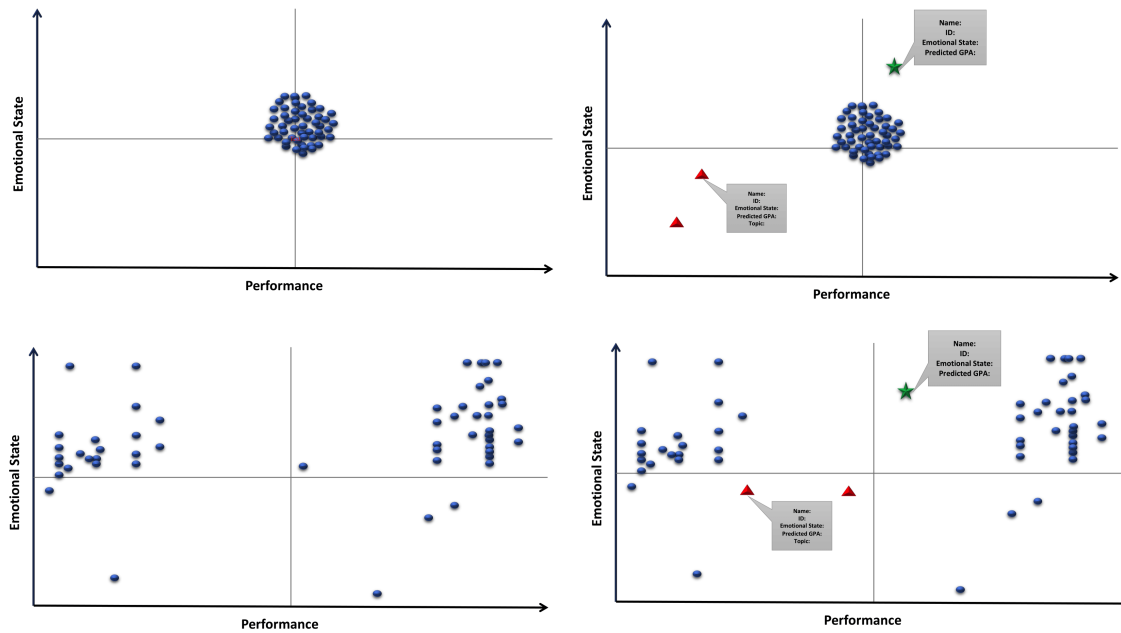 Emotional State
Performance
Name:
ID:
Emotional State:
Predicted GPA:
Name:
ID:
Emotional State:
Predicted GPA:
Topic:
Emotional State
Performance
Emotional State
Performance
Name:
ID:
Emotional State:
Predicted GPA:
Name:
ID:
Emotional State:
Predicted GPA:
Topic:
Emotional State
Performance